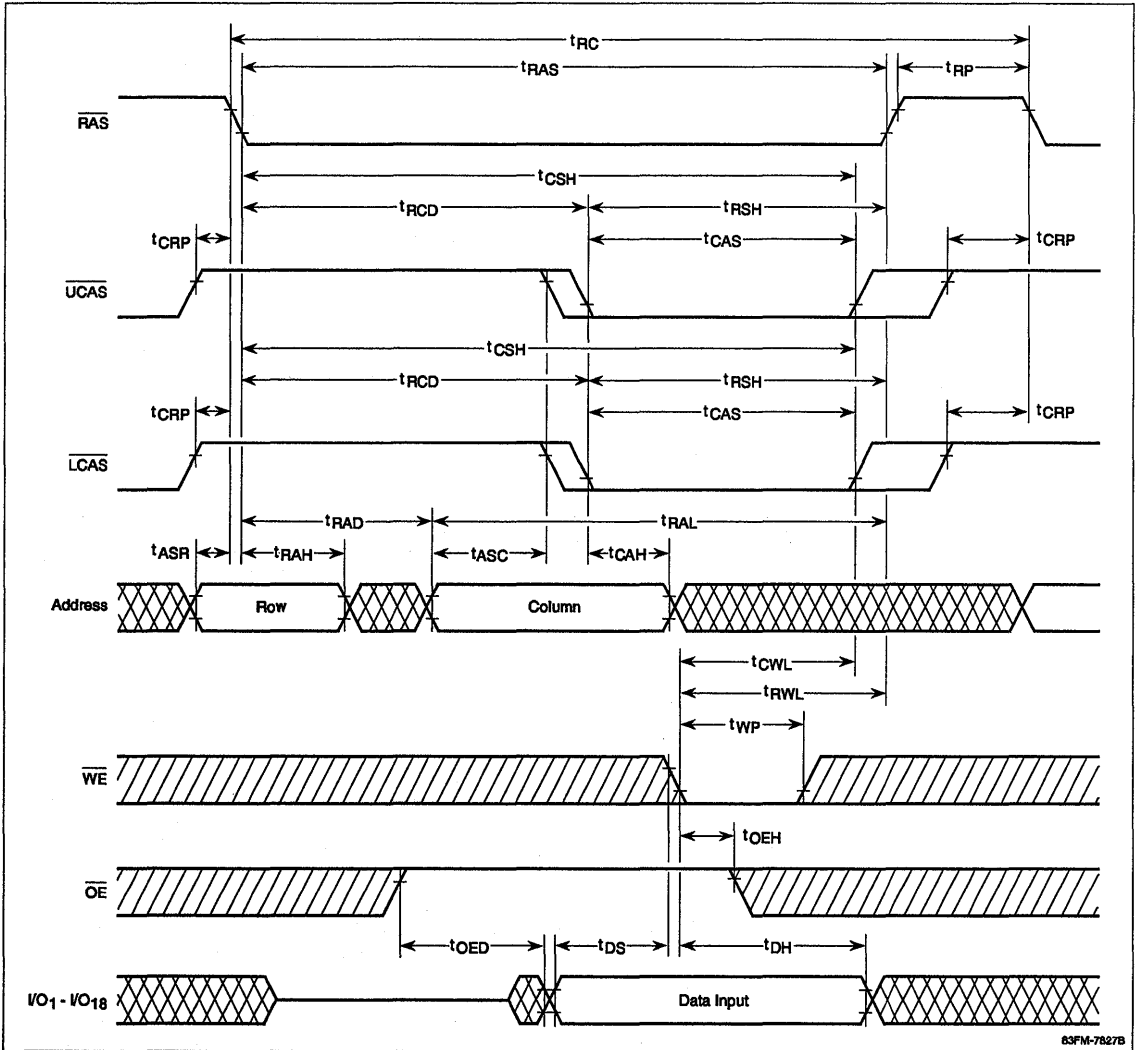 tRC
tRAS
tRP
RAS
tCSH
tRCD
tRSH
tCRP
tCAS
tCRP
UCAS
tCSH
tRCD
tRSH
tCRP
tCAS
tCRP
LCAS
tRAD
tRAL
tASR
tRAH
tASC
tCAH
Address
Row
Column
tCWL
tRWL
tWP
WE
tOEH
OE
tOED
tDS
tDH
I/O1 - I/O18
Data Input
83FM-7827B